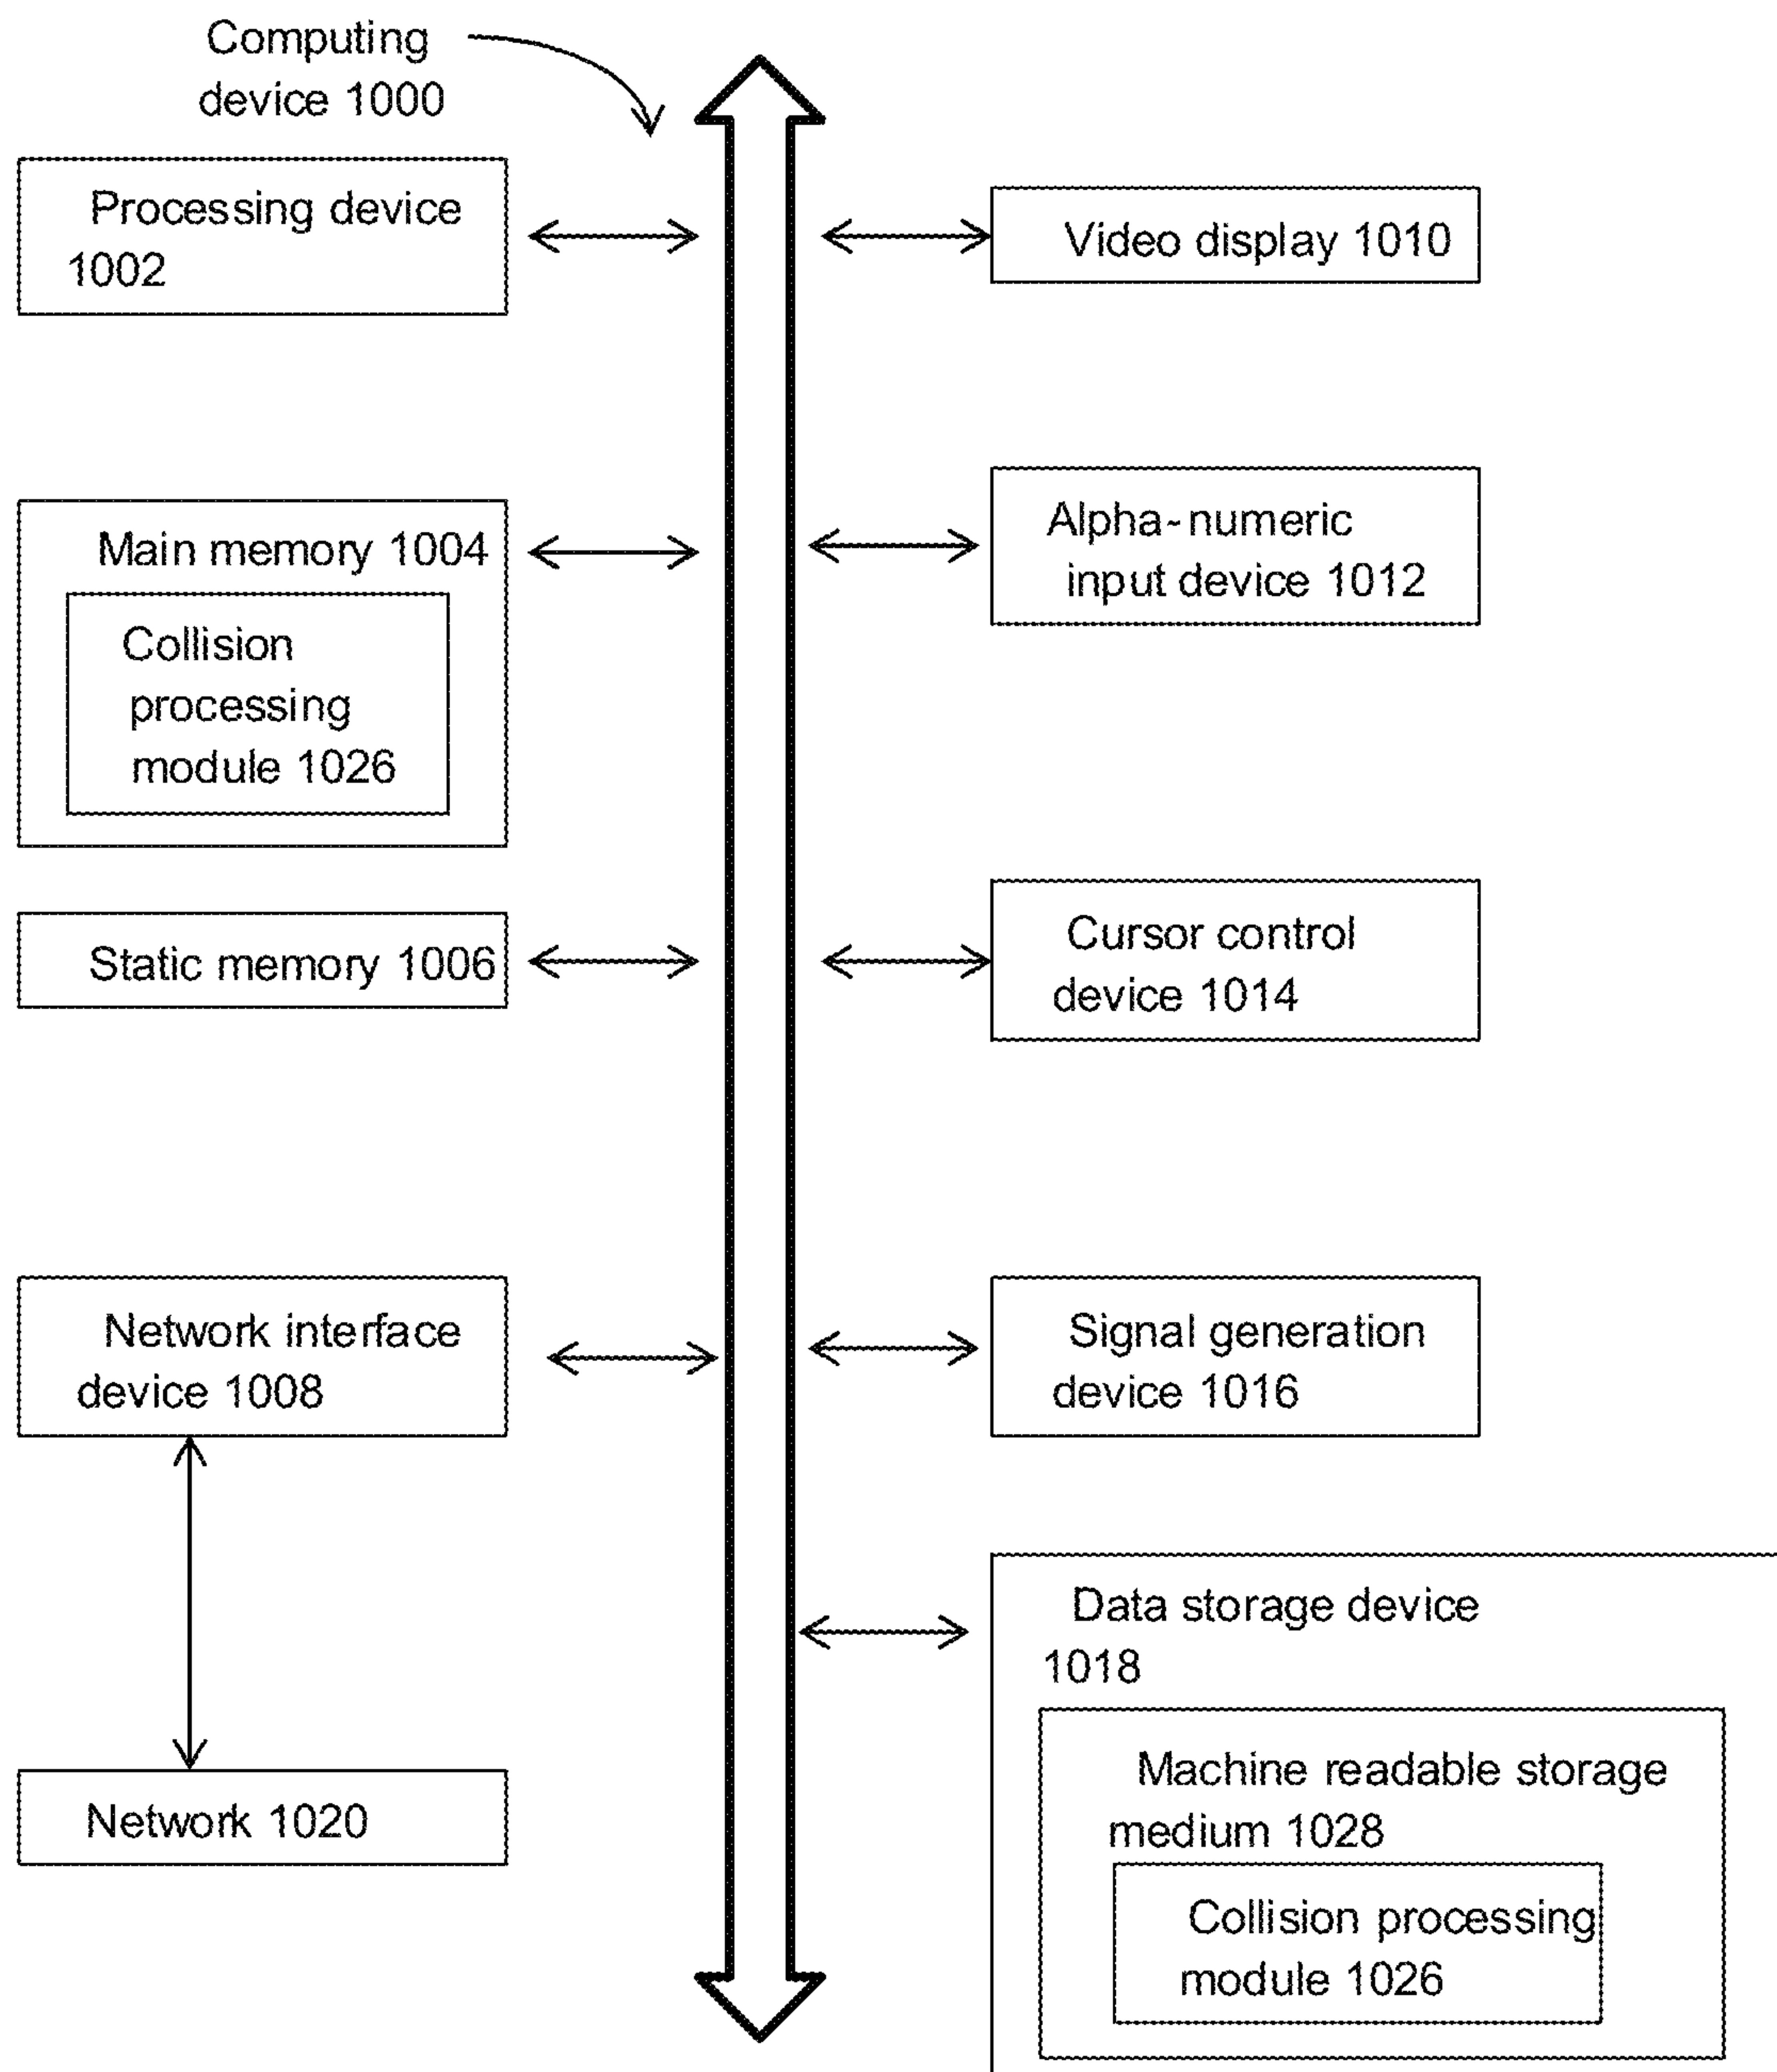 Computing
device 1000
Processing device
1002
Video display 1010
Main memory 1004
Collision
processing
module 1026
Alpha-numeric
input device 1012
Static memory 1006
Cursor control
device 1014
Network interface
device 1008
Signal generation
device 1016
Data storage device
1018
Machine readable storage
medium 1028
Collision processing
module 1026
Network 1020